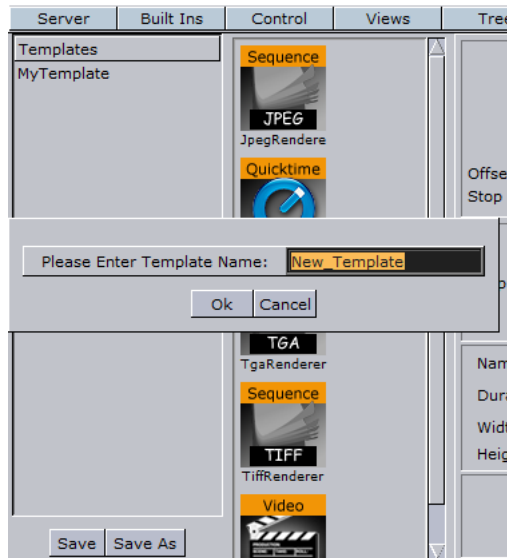 Server Built Ins Control Views Tree
Templates
MyTemplate
Sequence
JPEG
JpegRendere
Quicktime
Offse
Stop
Please Enter Template Name: New_Template
Ok Cancel
TGA
TgaRenderer
Sequence
TIFF
TiffRenderer
Video
PRODUCTION
Nam
Dura
Widt
Heig
Save Save As